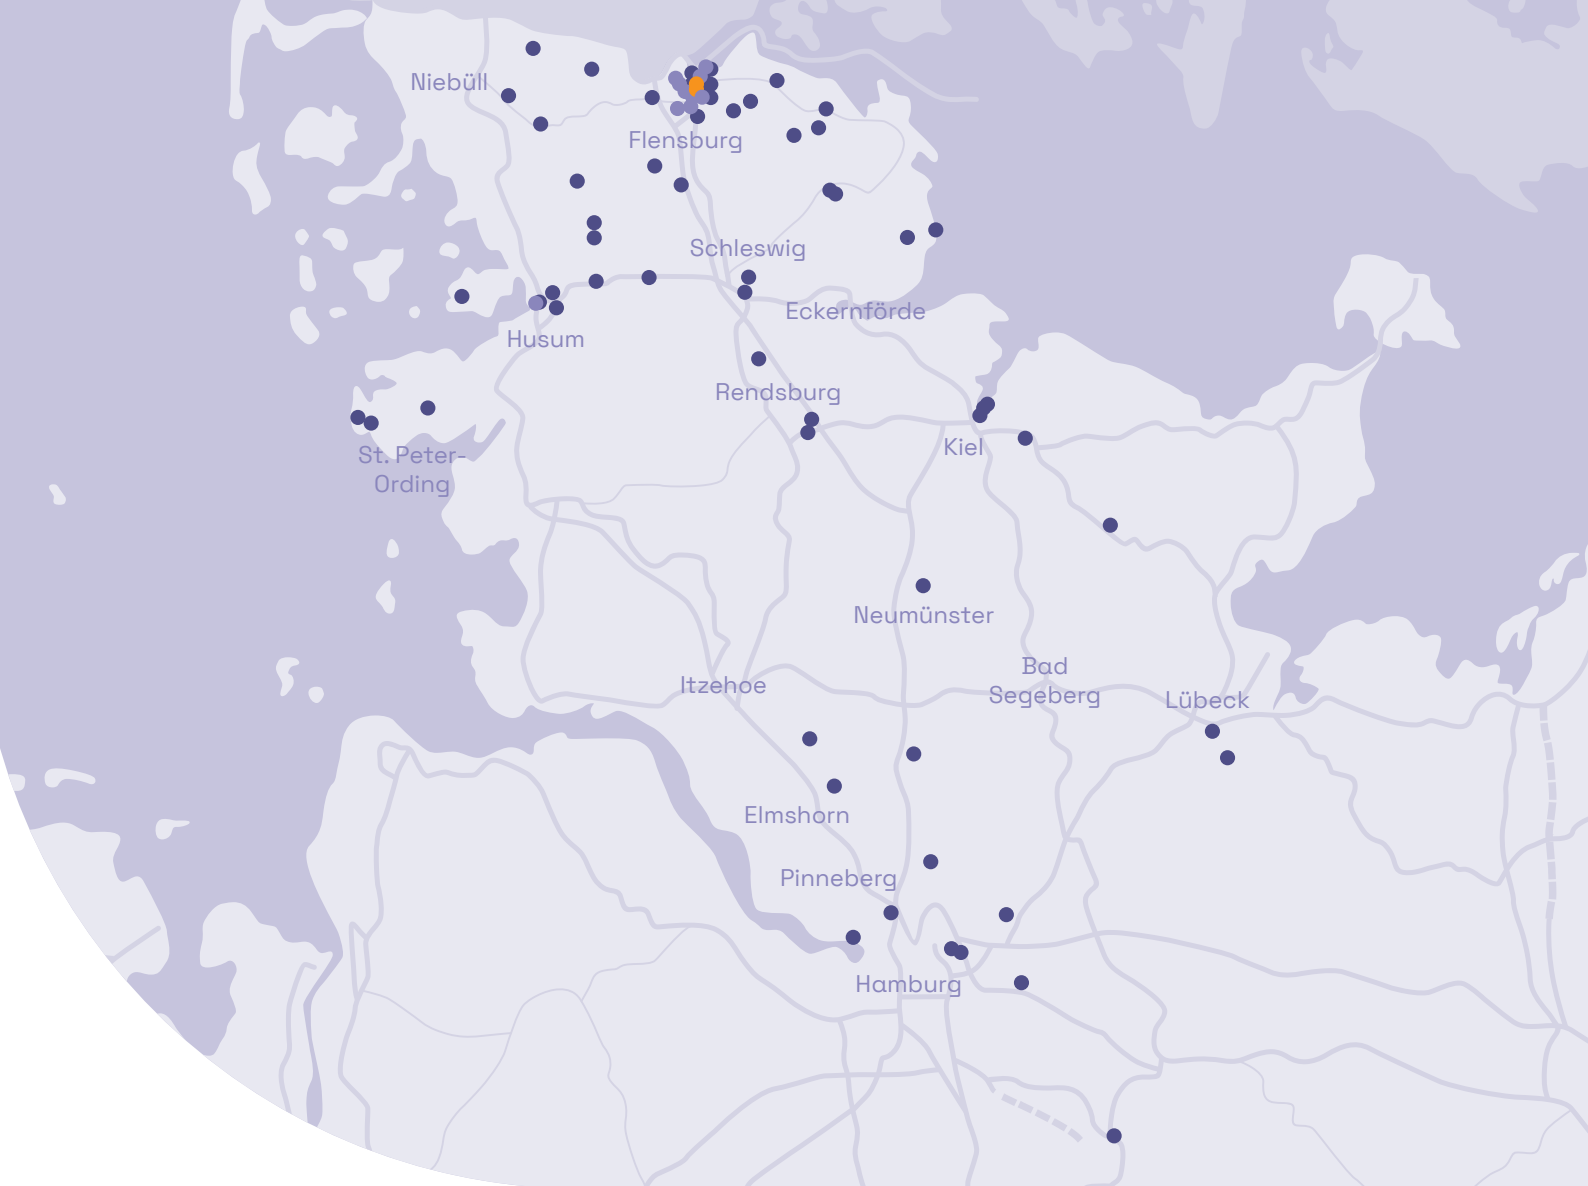 Niebüll
Flensburg
Schleswig
Eckernförde
Husum
Rendsburg
Kiel
St. Peter-
Ording
Neumünster
Bad
Segeberg
Itzehoe
Lübeck
Elmshorn
Pinneberg
Hamburg